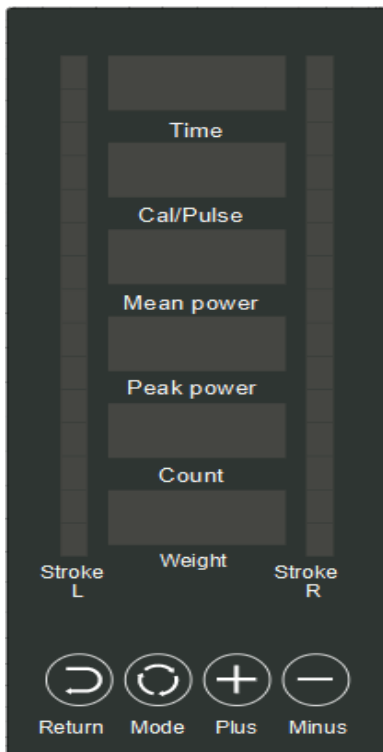 Time
Cal/Pulse
Mean power
Peak power
Count
Weight
Stroke
L
Stroke
R
Return Mode Plus Minus